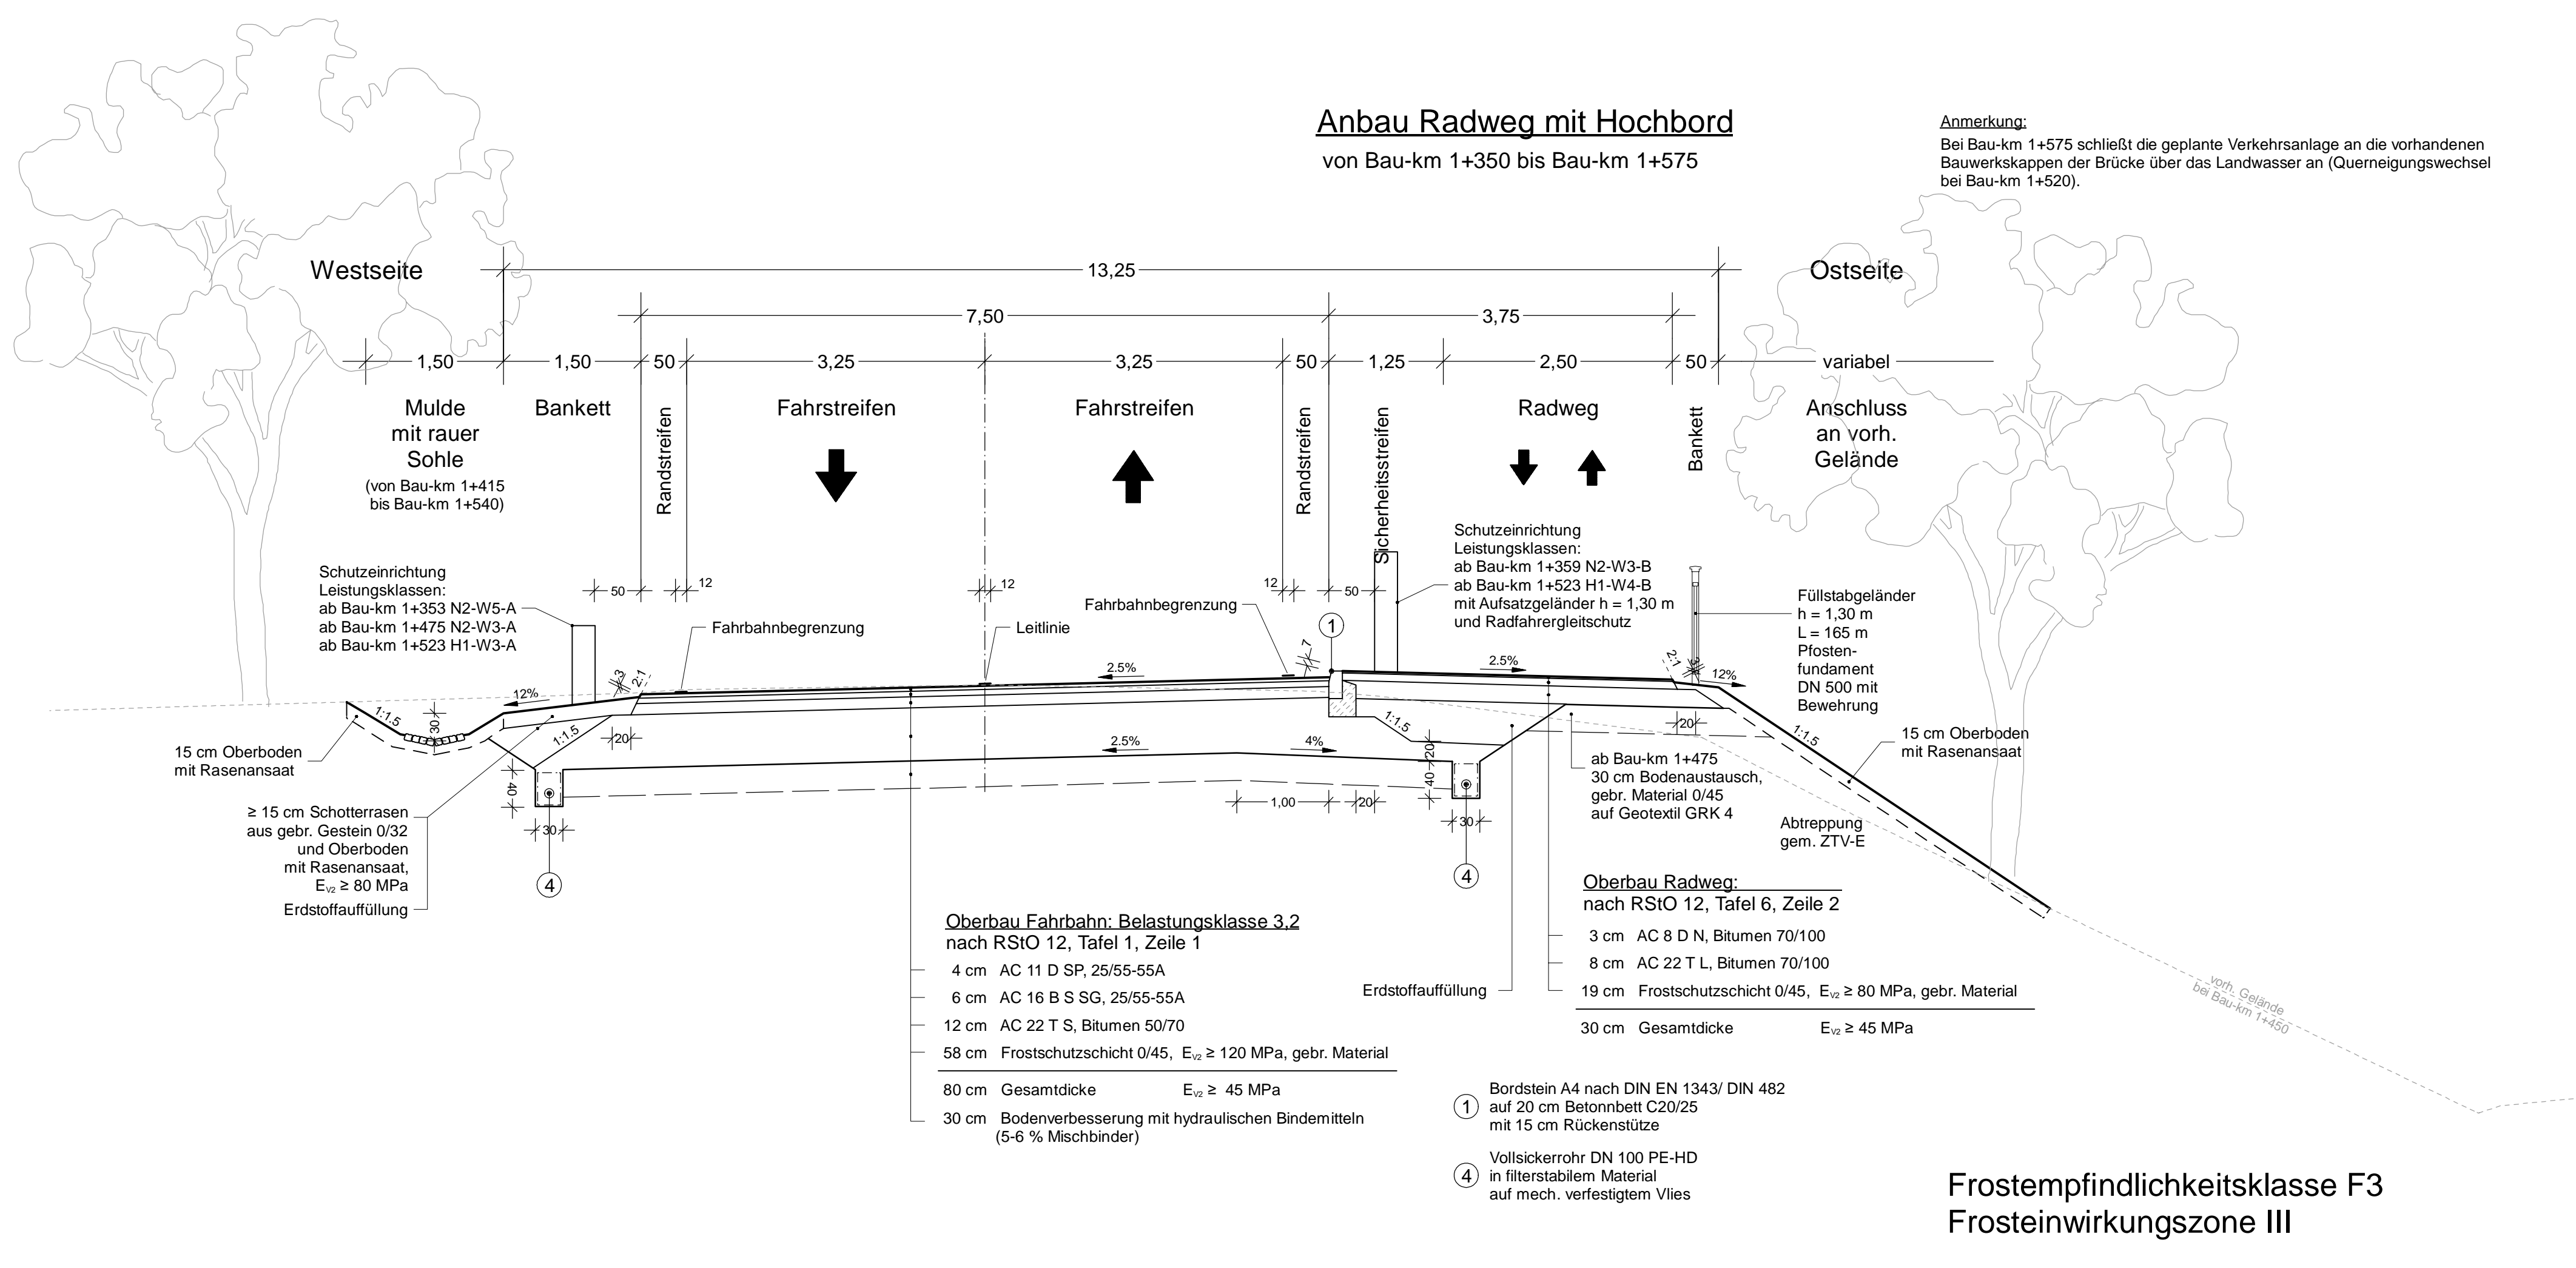 Anbau Radweg mit Hochbord
von Bau-km 1+350 bis Bau-km 1+575
Anmerkung:
Bei Bau-km 1+575 schließt die geplante Verkehrsanlage an die vorhandenen
Bauwerkskappen der Brücke über das Landwasser an (Querneigungswechsel
bei Bau-km 1+520).
Westseite
13,25
Ostseite
7,50
3,75
1,50
1,50
50
3,25
3,25
50
1,25
2,50
50
variabel
Mulde
mit rauer
Sohle
(von Bau-km 1+415
bis Bau-km 1+540)
Bankett
Randstreifen
Fahrstreifen
Fahrstreifen
Randstreifen
Sicherheitsstreifen
Radweg
Bankett
Anschluss
an vorh.
Gelände
Schutzeinrichtung
Leistungsklassen:
ab Bau-km 1+353 N2-W5-A
ab Bau-km 1+475 N2-W3-A
ab Bau-km 1+523 H1-W3-A
50
12
12
12
50
Fahrbahnbegrenzung
Leitlinie
Fahrbahnbegrenzung
1
Schutzeinrichtung
Leistungsklassen:
ab Bau-km 1+359 N2-W3-B
ab Bau-km 1+523 H1-W4-B
mit Aufsatzgeländer h = 1,30 m
und Radfahrergleitschutz
Füllstabgeländer
h = 1,30 m
L = 165 m
Pfosten-
fundament
DN 500 mit
Bewehrung
12%
3
2:1
2.5%
7
2.5%
2:1
3
12%
1:1.5
30
1:1.5
20
2.5%
4%
1:1.5
20
40
20
1:1.5
15 cm Oberboden
mit Rasenansaat
40
30
1,00
20
30
15 cm Oberboden
mit Rasenansaat
≥ 15 cm Schotterrasen
aus gebr. Gestein 0/32
und Oberboden
mit Rasenansaat,
EV2 ≥ 80 MPa
Erdstoffauffüllung
4
4
ab Bau-km 1+475
30 cm Bodenaustausch,
gebr. Material 0/45
auf Geotextil GRK 4
Abtreppung
gem. ZTV-E
Oberbau Fahrbahn: Belastungsklasse 3,2
nach RStO 12, Tafel 1, Zeile 1
4 cm AC 11 D SP, 25/55-55A
6 cm AC 16 B S SG, 25/55-55A
12 cm AC 22 T S, Bitumen 50/70
58 cm Frostschutzschicht 0/45, EV2 ≥ 120 MPa, gebr. Material
80 cm Gesamtdicke EV2 ≥ 45 MPa
30 cm Bodenverbesserung mit hydraulischen Bindemitteln
(5-6 % Mischbinder)
Erdstoffauffüllung
Oberbau Radweg:
nach RStO 12, Tafel 6, Zeile 2
3 cm AC 8 D N, Bitumen 70/100
8 cm AC 22 T L, Bitumen 70/100
19 cm Frostschutzschicht 0/45, EV2 ≥ 80 MPa, gebr. Material
30 cm Gesamtdicke EV2 ≥ 45 MPa
vorh. Gelände
bei Bau-km 1+450
1
Bordstein A4 nach DIN EN 1343/ DIN 482
auf 20 cm Betonnbett C20/25
mit 15 cm Rückenstütze
4
Vollsickerrohr DN 100 PE-HD
in filterstabilem Material
auf mech. verfestigtem Vlies
Frostempfindlichkeitsklasse F3
Frosteinwirkungszone III